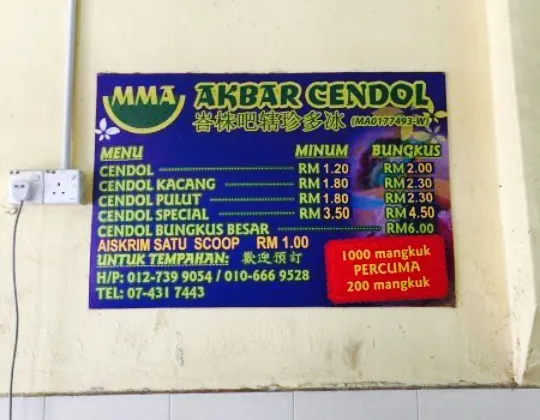 MMA AKBAR CENDOL
峇株吧辖珍多冰 (MA0177493-W)
MENU MINUM BUNGKUS
CENDOL RM 1.20 RM 2.00
CENDOL KACANG RM 1.80 RM 2.30
CENDOL PULUT RM 1.80 RM 2.30
CENDOL SPECIAL RM 3.50 RM 4.50
CENDOL BUNGKUS BESAR RM6.00
AISKRIM SATU SCOOP RM 1.00
UNTUK TEMPAHAN: 歡迎預訂
H/P: 012-739 9054 / 010-666 9528
TEL: 07-431 7443
1000 mangkuk
PERCUMA
200 mangkuk